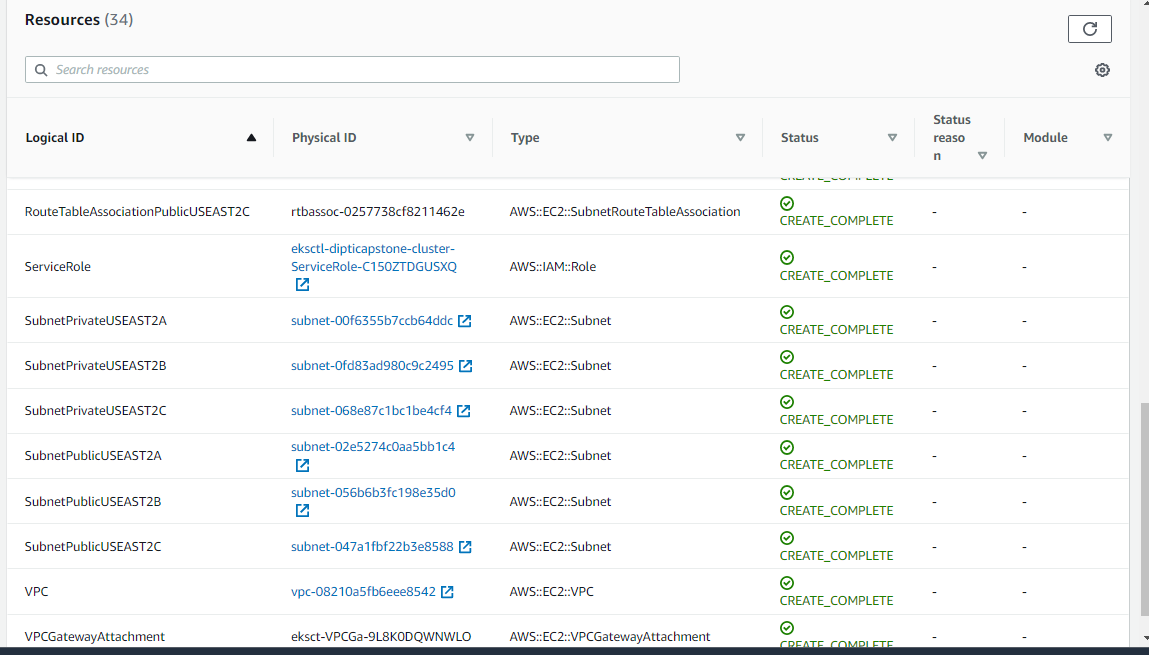 Resources (34)
Search resources
Logical ID Physical ID Type Status Status reaso n Module
CREATE_COMPLETE
RouteTableAssociationPublicUSEAST2C rtbassoc-0257738cf8211462e AWS::EC2::SubnetRouteTableAssociation CREATE_COMPLETE - -
ServiceRole eksctl-dipticapstone-cluster- AWS::IAM::Role CREATE_COMPLETE - -
ServiceRole-C150ZTDGUSXQ
SubnetPrivateUSEAST2A subnet-00f6355b7ccb64ddc AWS::EC2::Subnet CREATE_COMPLETE - -
SubnetPrivateUSEAST2B subnet-0fd83ad980c9c2495 AWS::EC2::Subnet CREATE_COMPLETE - -
SubnetPrivateUSEAST2C subnet-068e87c1bc1be4cf4 AWS::EC2::Subnet CREATE_COMPLETE - -
SubnetPublicUSEAST2A subnet-02e5274c0aa5bb1c4 AWS::EC2::Subnet CREATE_COMPLETE - -
SubnetPublicUSEAST2B subnet-056b6b3fc198e35d0 AWS::EC2::Subnet CREATE_COMPLETE - -
SubnetPublicUSEAST2C subnet-047a1fbf22b3e8588 AWS::EC2::Subnet CREATE_COMPLETE - -
VPC vpc-08210a5fb6eee8542 AWS::EC2::VPC CREATE_COMPLETE - -
VPCGatewayAttachment eksct-VPCGa-9L8K0DQWNWLO AWS::EC2::VPCGatewayAttachment CREATE_COMPLETE - -